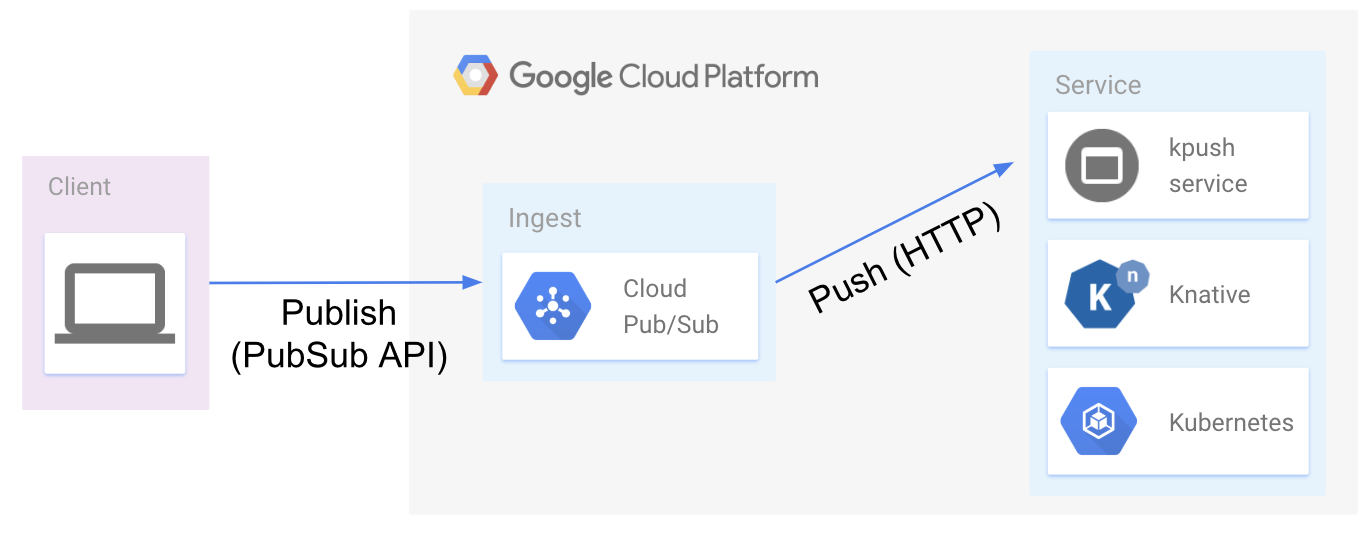 Google Cloud Platform
Client
Publish
(PubSub API)
Ingest
Cloud
Pub/Sub
Push (HTTP)
Service
kpush
service
K n
Knative
Kubernetes